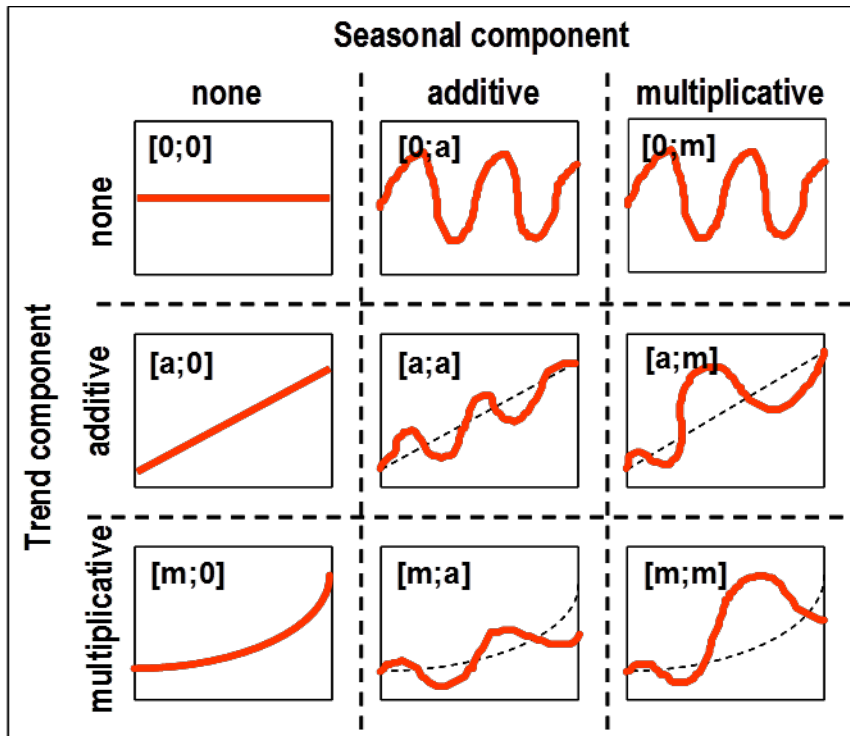 Seasonal component
none additive multiplicative
Trend component
none
[0;0] [0;a] [0;m]
additive
[a;0] [a;a] [a;m]
multiplicative
[m;0] [m;a] [m;m]